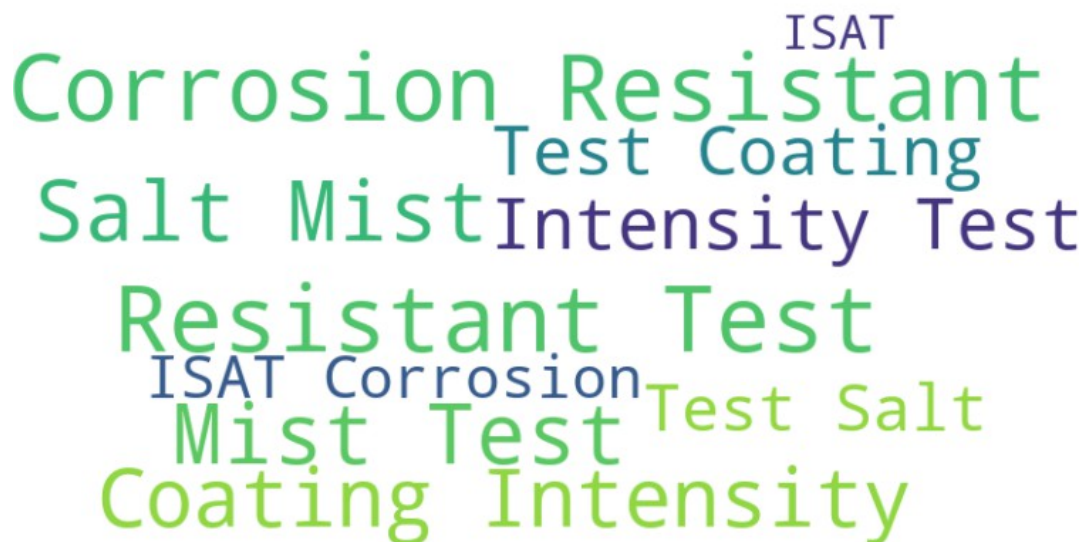 ISAT
Corrosion Resistant
Test Coating
Salt Mist
Intensity Test
Resistant Test
ISAT Corrosion
Test Salt
Mist Test
Coating Intensity